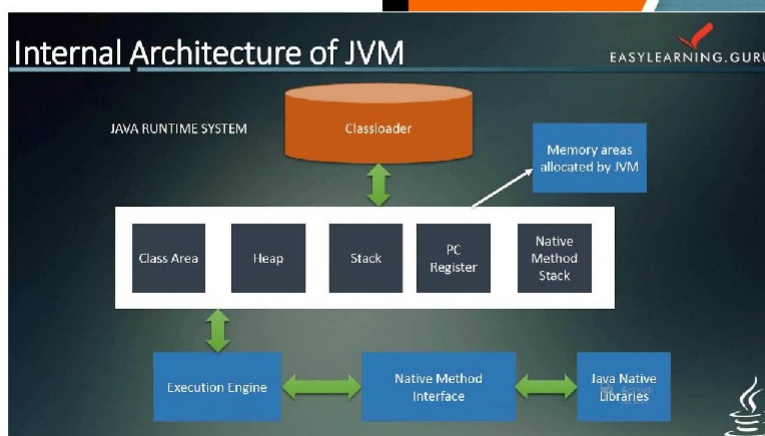 Internal Architecture of JVM
EASYLEARNING.GURU
JAVA RUNTIME SYSTEM
Classloader
Memory areas
allocated by JVM
Class Area
Heap
Stack
PC
Register
Native
Method
Stack
Execution Engine
Native Method
Interface
Java Native
Libraries